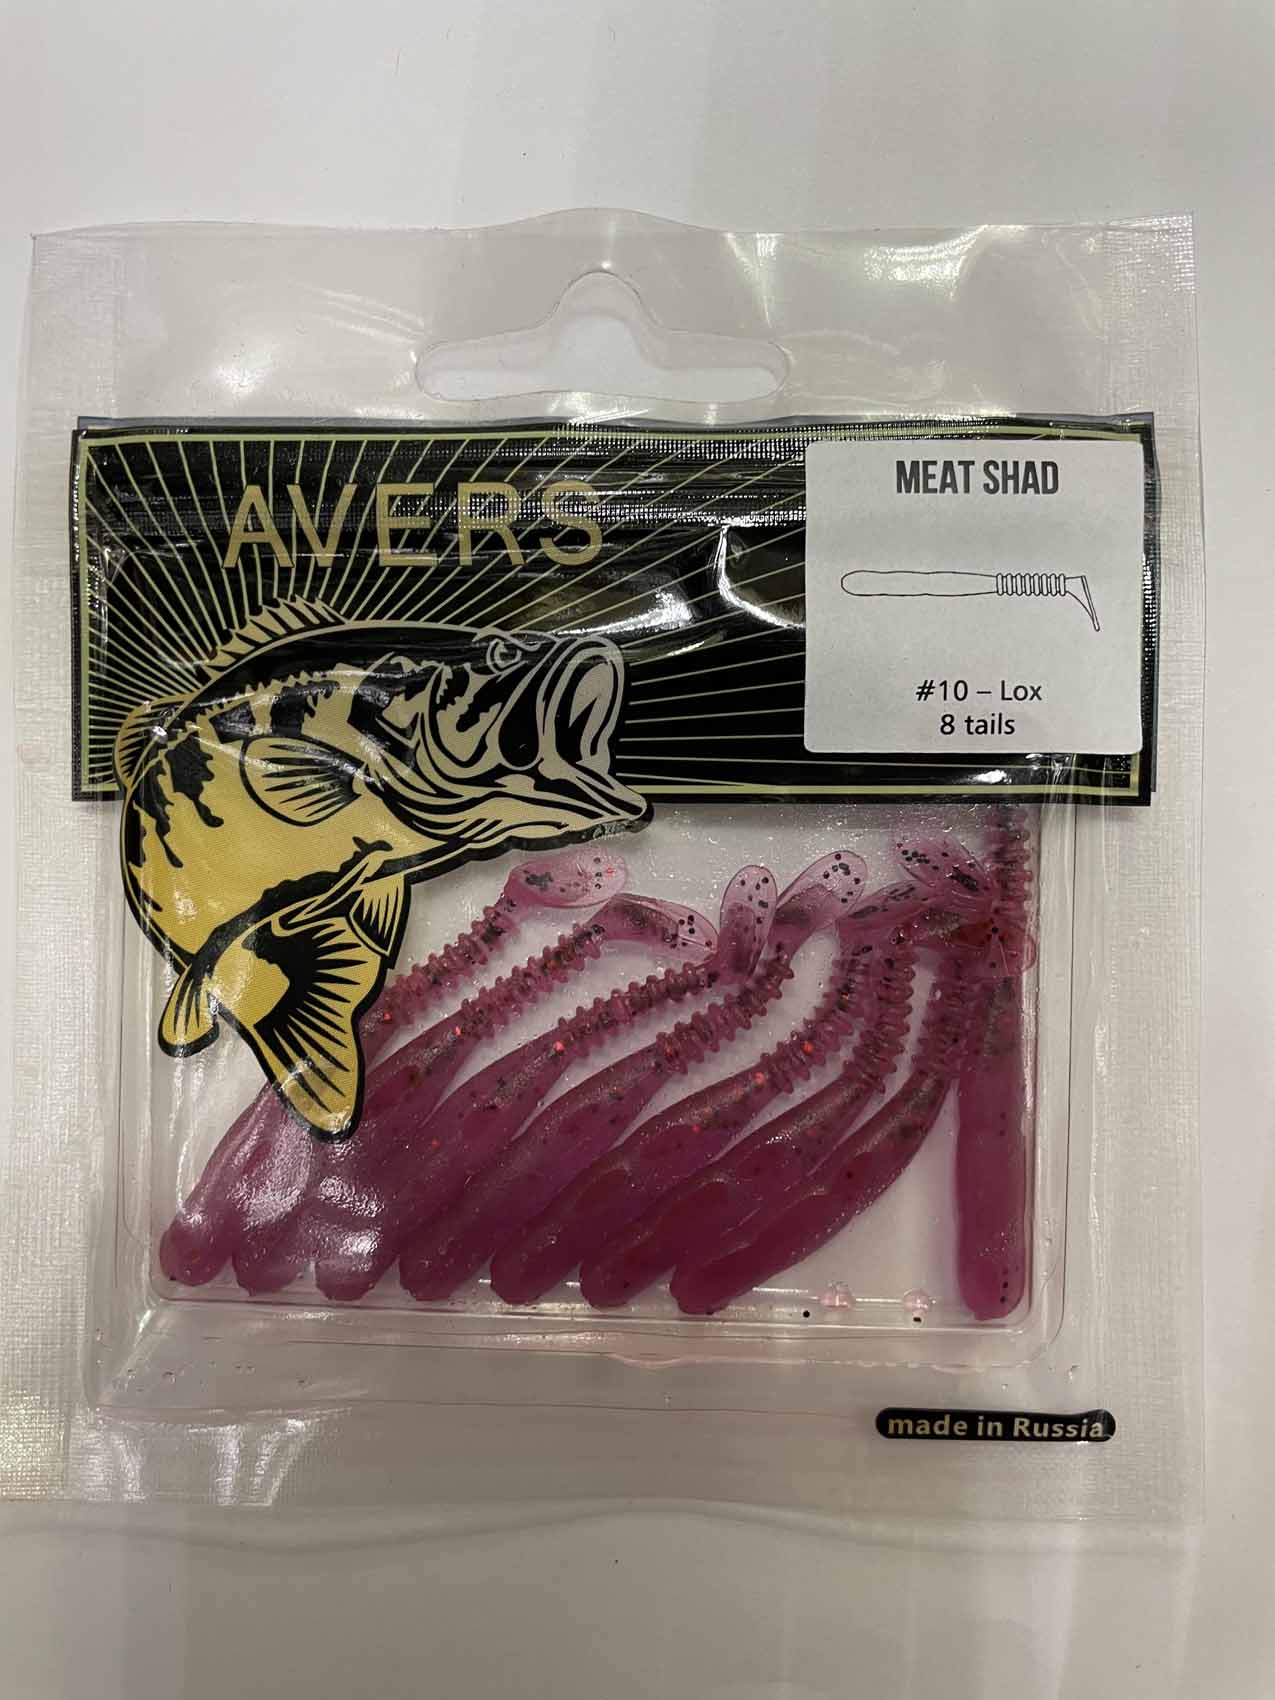 AVERS
MEAT SHAD
#10 – Lox
8 tails
made in Russia